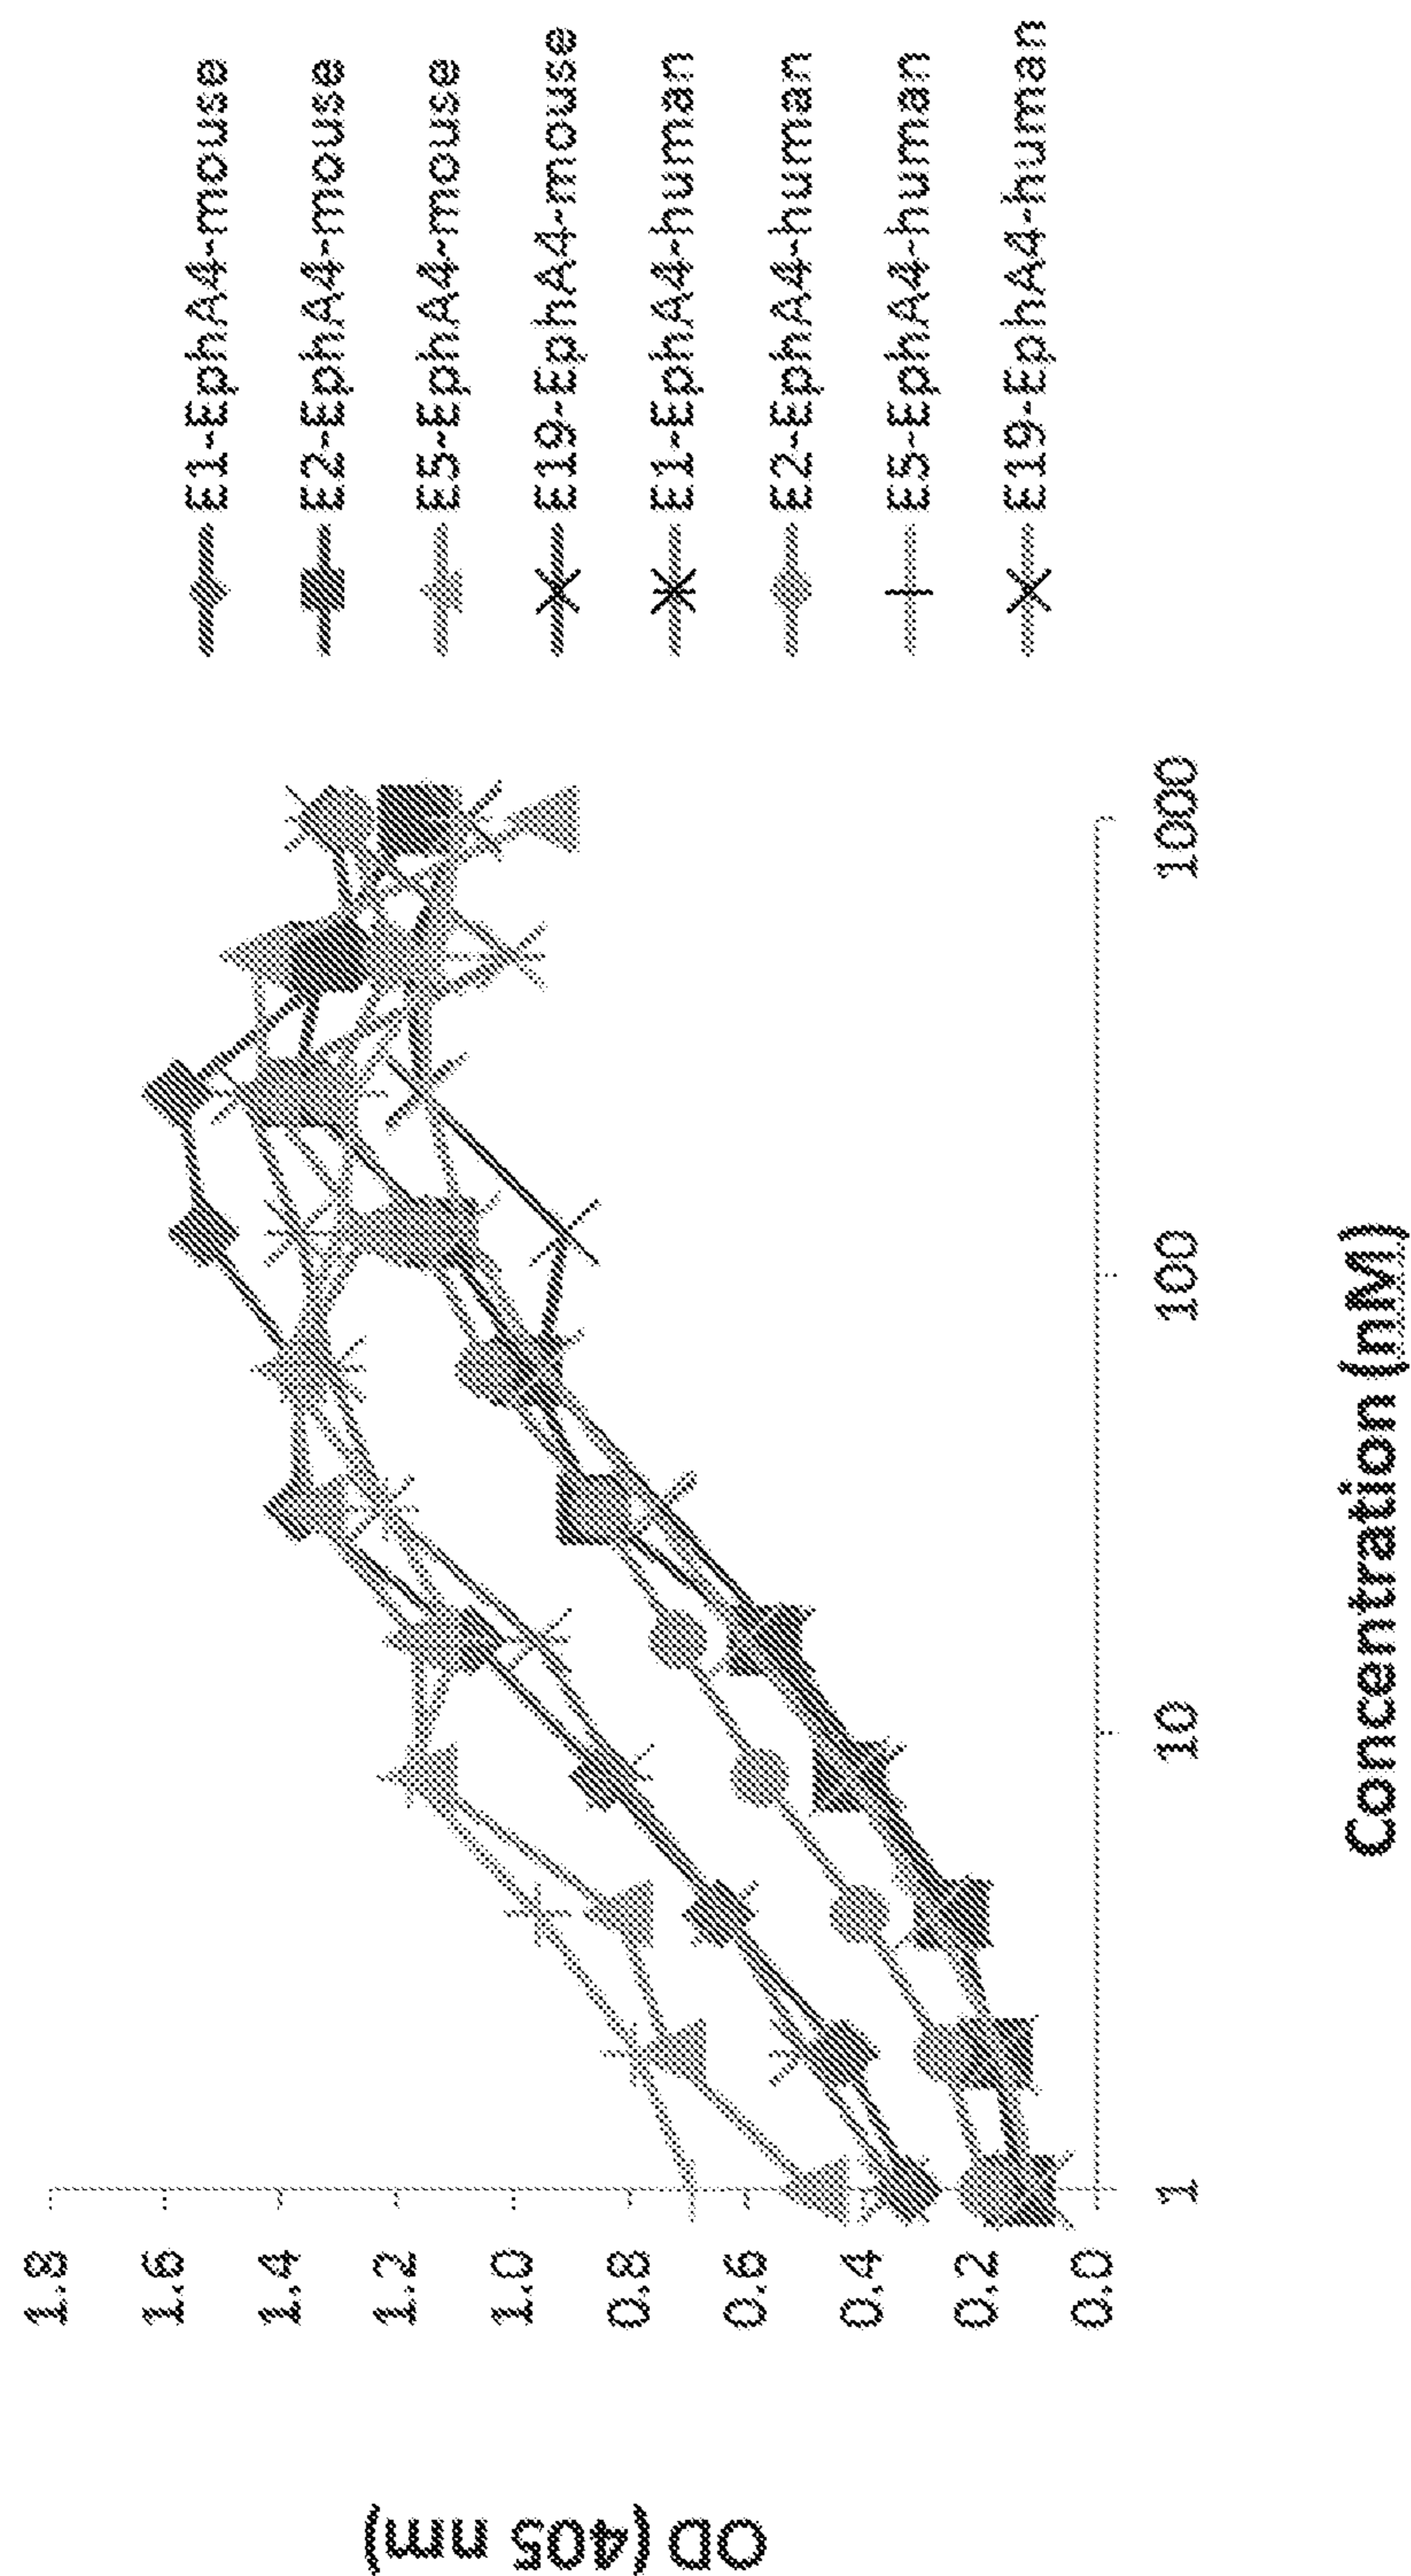 OD (405 nm)
1.8
1.6
1.4
1.2
1.0
0.8
0.6
0.4
0.2
0.0
1
10
100
1000
Concentration (nM)
E1-EphA4-mouse
E2-EphA4-mouse
E5-EphA4-mouse
E19-EphA4-mouse
E1-EphA4-human
E2-EphA4-human
E5-EphA4-human
E19-EphA4-human